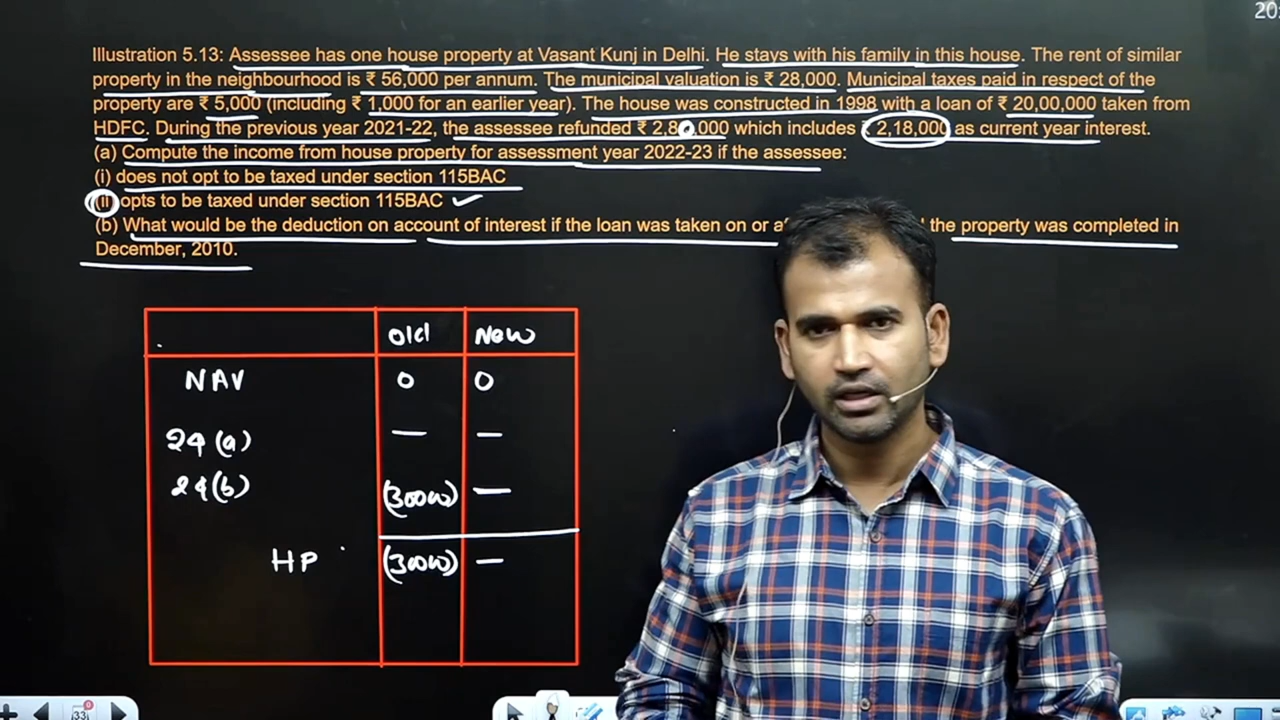 20:
Illustration 5.13: Assessee has one house property at Vasant Kunj in Delhi. He stays with his family in this house. The rent of similar
property in the neighbourhood is ₹ 56,000 per annum. The municipal valuation is ₹ 28,000. Municipal taxes paid in respect of the
property are ₹ 5,000 (including ₹ 1,000 for an earlier year). The house was constructed in 1998 with a loan of ₹ 20,00,000 taken from
HDFC. During the previous year 2021-22, the assessee refunded ₹ 2,80,000 which includes ₹ 2,18,000 as current year interest.
(a) Compute the income from house property for assessment year 2022-23 if the assessee:
(i) does not opt to be taxed under section 115BAC
(ii) opts to be taxed under section 115BAC
(b) What would be the deduction on account of interest if the loan was taken on or the property was completed in
December, 2010.
Old New
NAV 0 0
24(a) — —
24(b) (30000) —
HP (30000) —
33